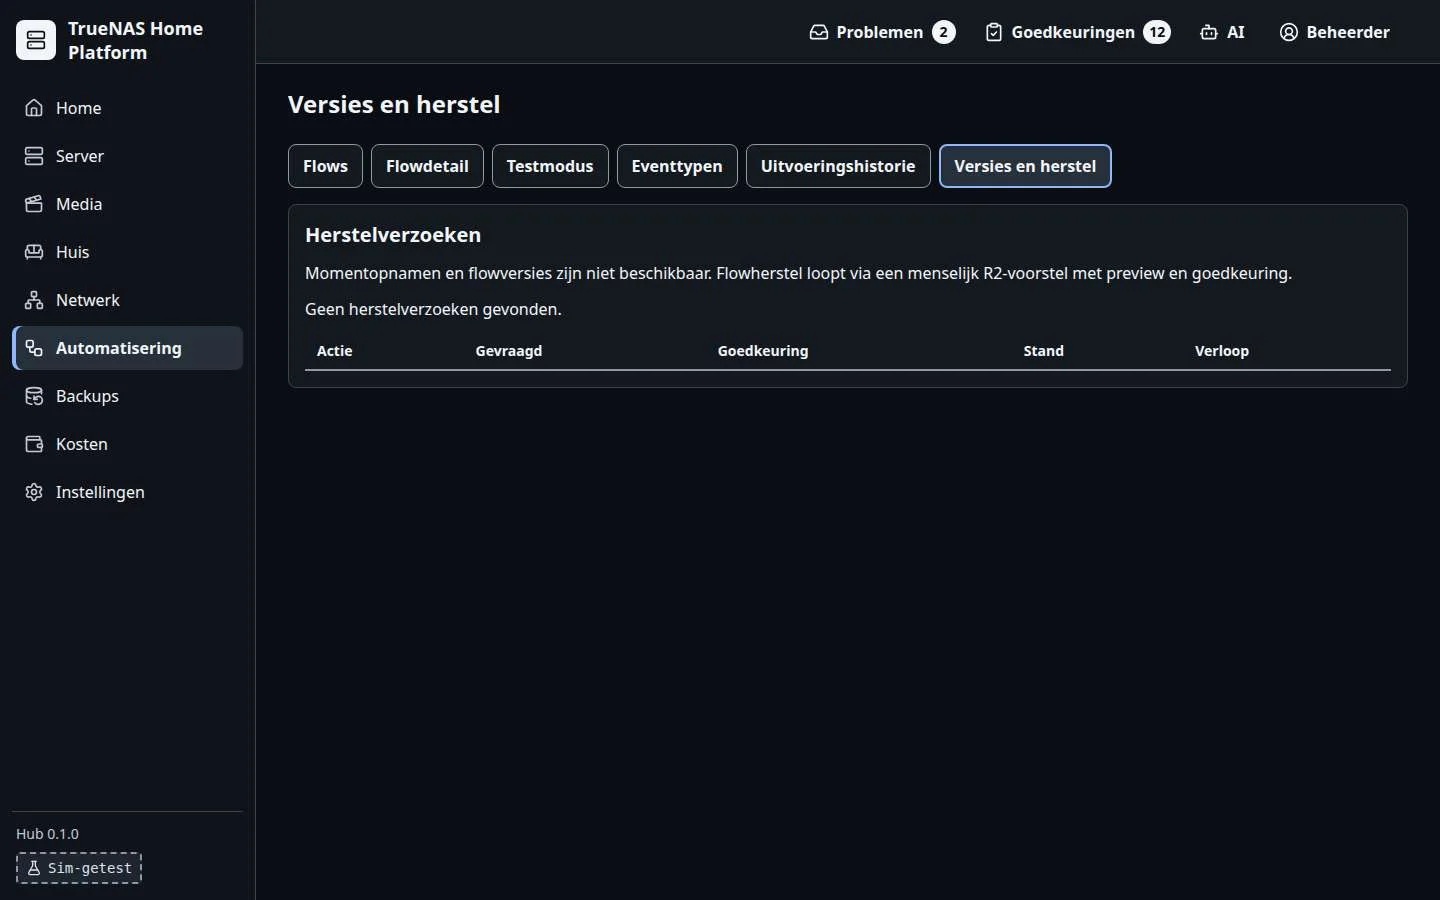 TrueNAS Home
Platform
Problemen 2
Goedkeuringen 12
AI
Beheerder
Home
Server
Media
Huis
Netwerk
Automatisering
Backups
Kosten
Instellingen
Hub 0.1.0
Sim-getest
Versies en herstel
Flows
Flowdetail
Testmodus
Eventtypen
Uitvoeringshistorie
Versies en herstel
Herstelverzoeken
Momentopnamen en flowversies zijn niet beschikbaar. Flowherstel loopt via een menselijk R2-voorstel met preview en goedkeuring.
Geen herstelverzoeken gevonden.
Actie Gevraagd Goedkeuring Stand Verloop